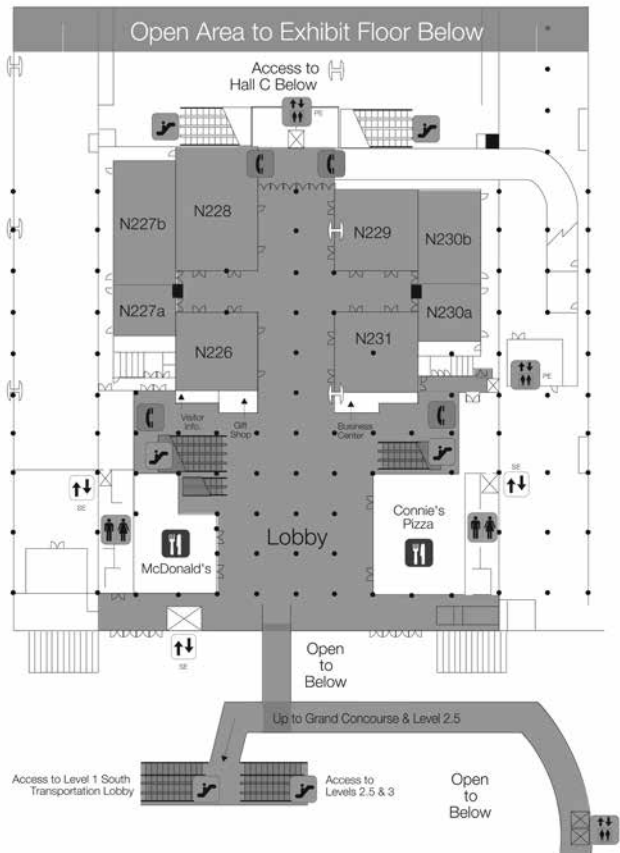 Open Area to Exhibit Floor Below
Access to
Hall C Below
PE
N227b
N228
N229
N230b
N227a
N230a
N226
N231
PE
Visitor
Info.
Gift
Shop
Business
Center
SE
SE
Connie's
Pizza
Lobby
McDonald's
SE
Open
to
Below
Up to Grand Concourse & Level 2.5
Access to Level 1 South
Transportation Lobby
Access to
Levels 2.5 & 3
Open
to
Below